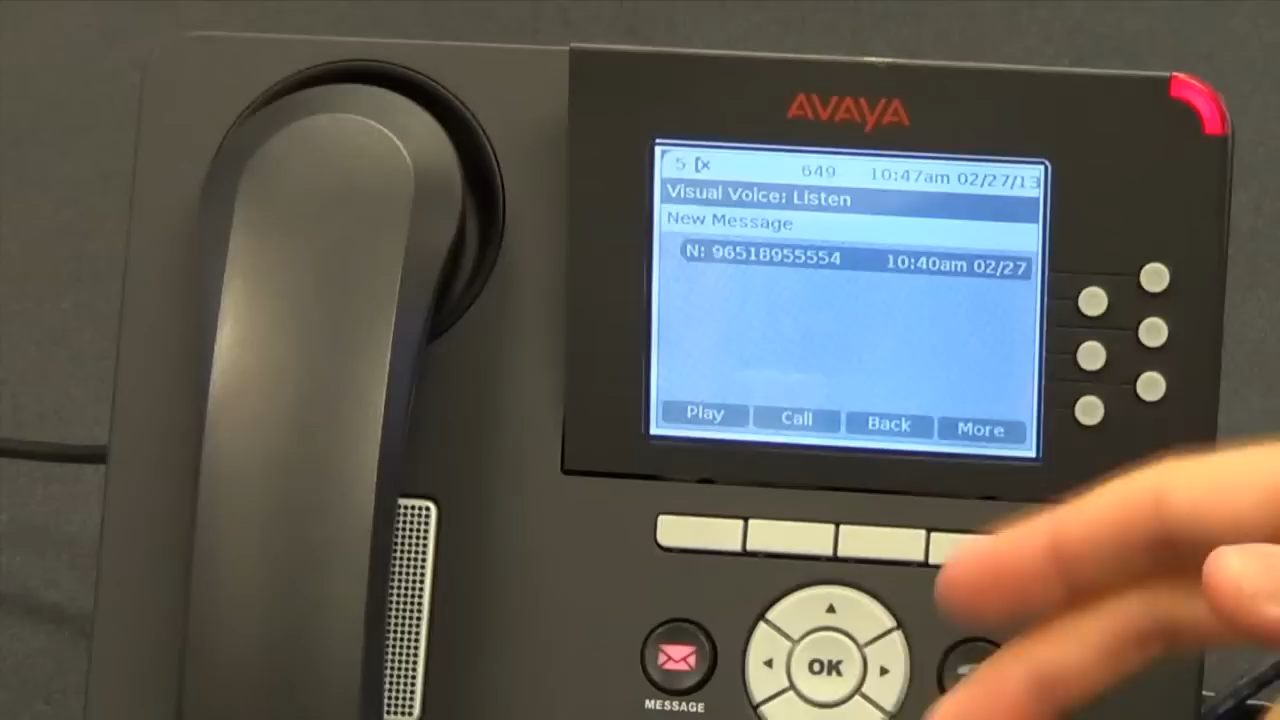 AVAYA
5 649 10:47am 02/27/13
Visual Voice: Listen
New Message
N: 96518955554 10:40am 02/27
Play Call Back More
OK
MESSAGE